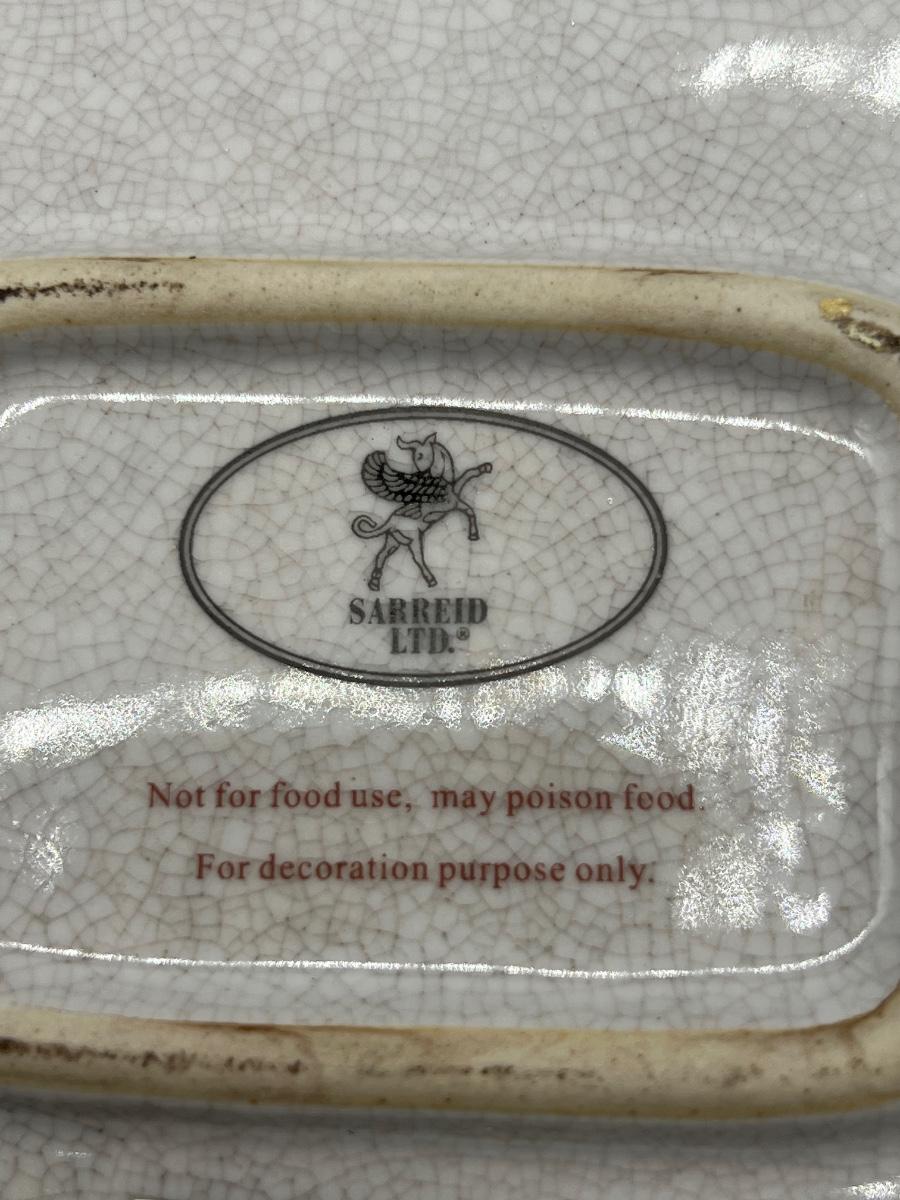 SARREID
LTD.®
Not for food use, may poison food.
For decoration purpose only.